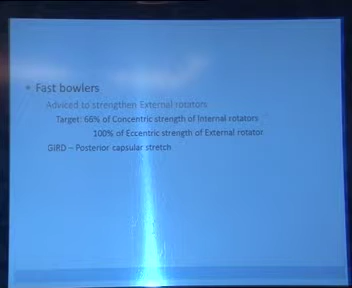 • Fast bowlers
Adviced to strengthen External rotators
Target: 66% of Concentric strength of Internal rotators
100% of Eccentric strength of External rotator
GIRD – Posterior capsular stretch